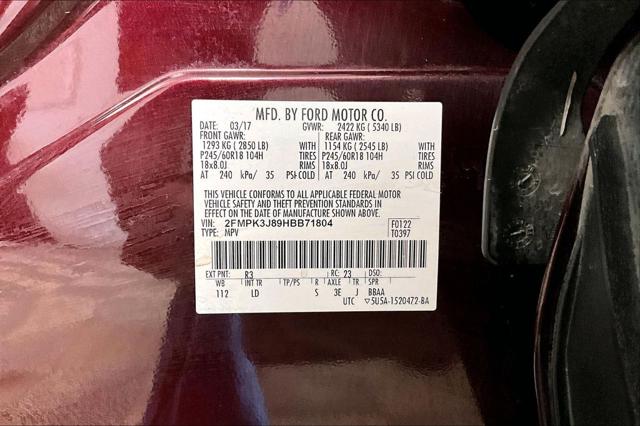 MFD. BY FORD MOTOR CO.
DATE: 03/17 GVWR: 2422 KG ( 5340 LB)
FRONT GAWR: REAR GAWR:
1293 KG ( 2850 LB) WITH 1154 KG ( 2545 LB) WITH
P245/60R18 104H TIRES P245/60R18 104H TIRES
18x8.0J RIMS 18x8.0J RIMS
AT 240 kPa/ 35 PSI COLD AT 240 kPa/ 35 PSI COLD
THIS VEHICLE CONFORMS TO ALL APPLICABLE FEDERAL MOTOR
VEHICLE SAFETY AND THEFT PREVENTION STANDARDS IN
EFFECT ON THE DATE OF MANUFACTURE SHOWN ABOVE.
VIN: 2FMPK3J89HBB71804 F0122
TYPE: MPV T0397
EXT PNT: R3 RC: 23 DSO:
WB INT TR TP/PS R AXLE TR SPR
112 LD S 3E J BBAA
UTC ▽5U5A-1520472-BA